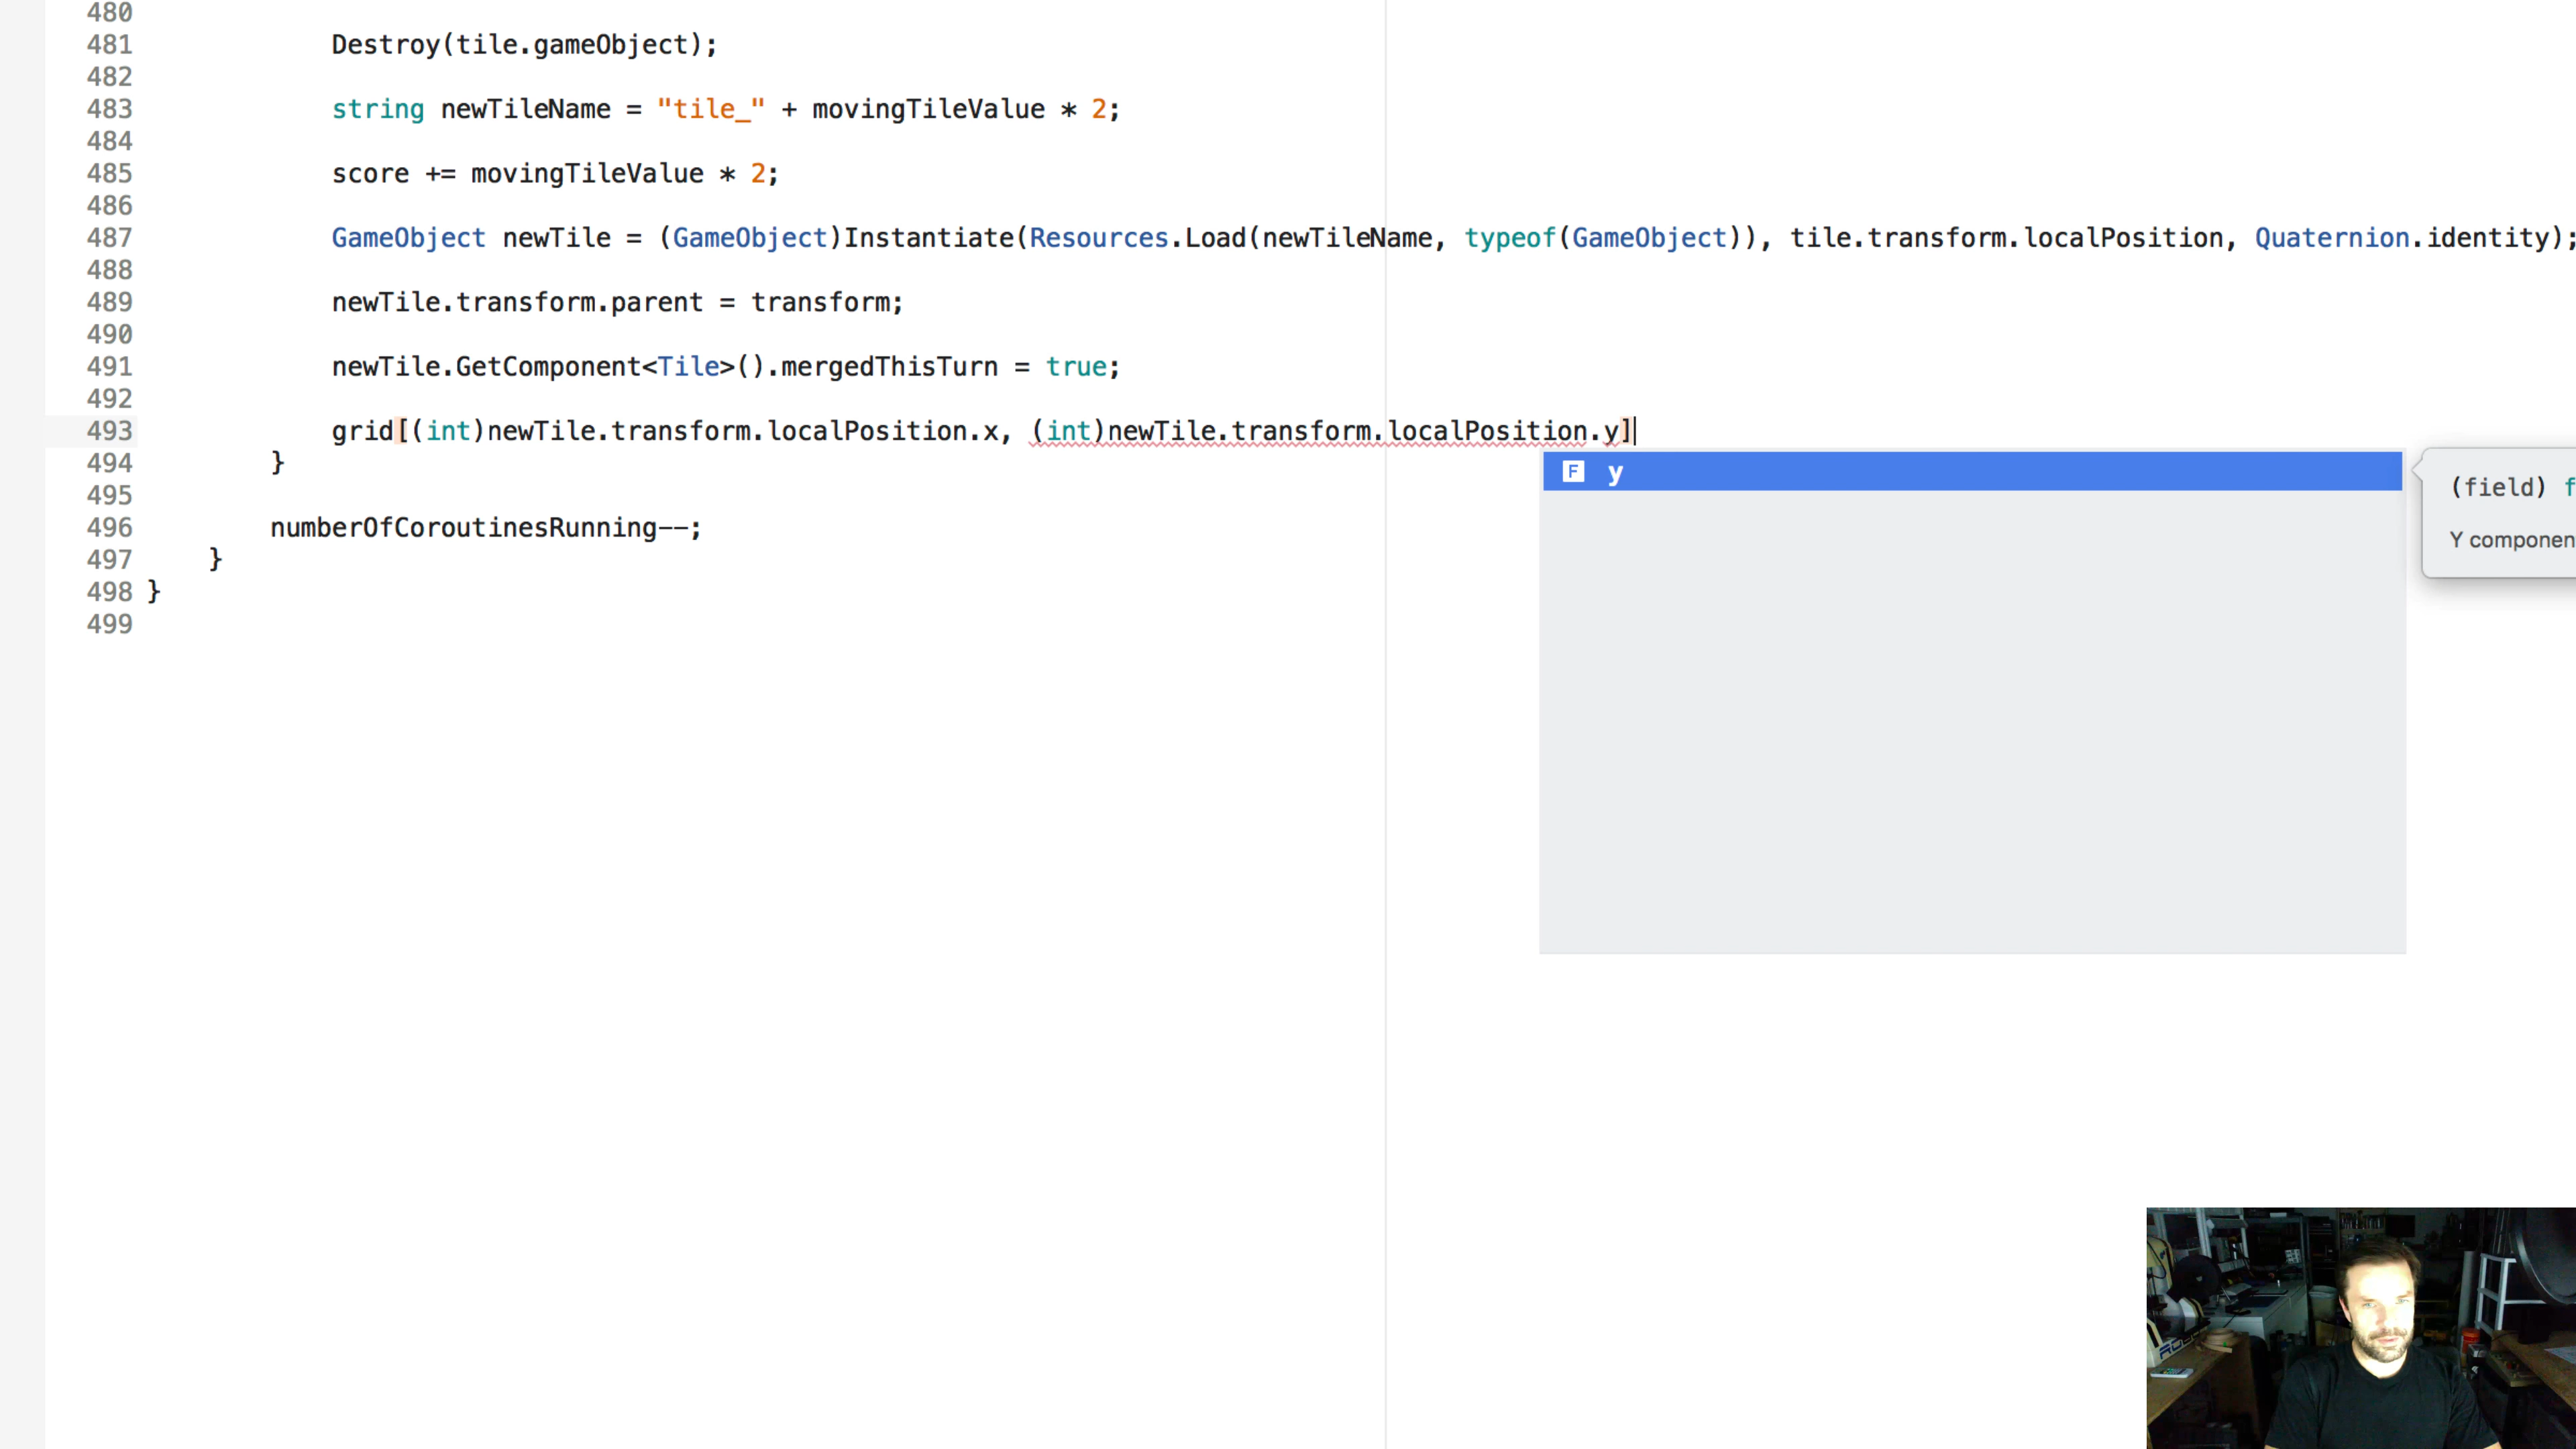 480
481 Destroy(tile.gameObject);
482
483 string newTileName = "tile_" + movingTileValue * 2;
484
485 score += movingTileValue * 2;
486
487 GameObject newTile = (GameObject)Instantiate(Resources.Load(newTileName, typeof(GameObject)), tile.transform.localPosition, Quaternion.identity);
488
489 newTile.transform.parent = transform;
490
491 newTile.GetComponent<Tile>().mergedThisTurn = true;
492
493 grid[(int)newTile.transform.localPosition.x, (int)newTile.transform.localPosition.y]
494 }
F y
(field) f
Y componen
495
496 numberOfCoroutinesRunning--;
497 }
498 }
499